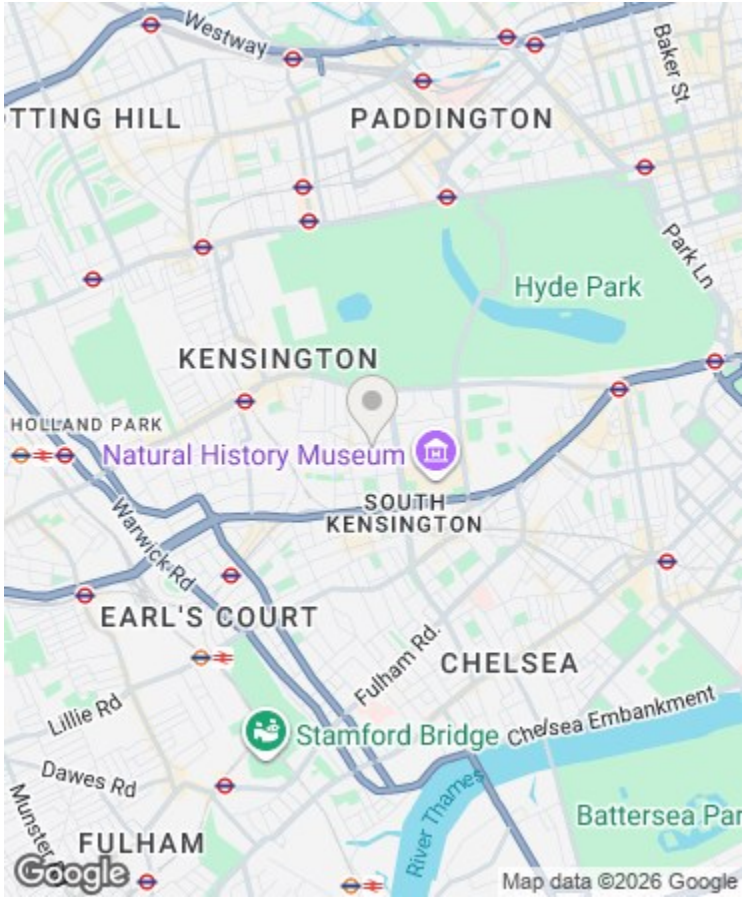 Westway
Baker St
OTTING HILL
PADDINGTON
Park Ln
Hyde Park
KENSINGTON
HOLLAND PARK
Natural History Museum
SOUTH
KENSINGTON
Warwick Rd
EARL'S COURT
Fulham Rd.
CHELSEA
Lillie Rd
Stamford Bridge
Chelsea Embankment
Dawes Rd
Munster
River Thames
Battersea Par
FULHAM
Google
Map data ©2026 Google